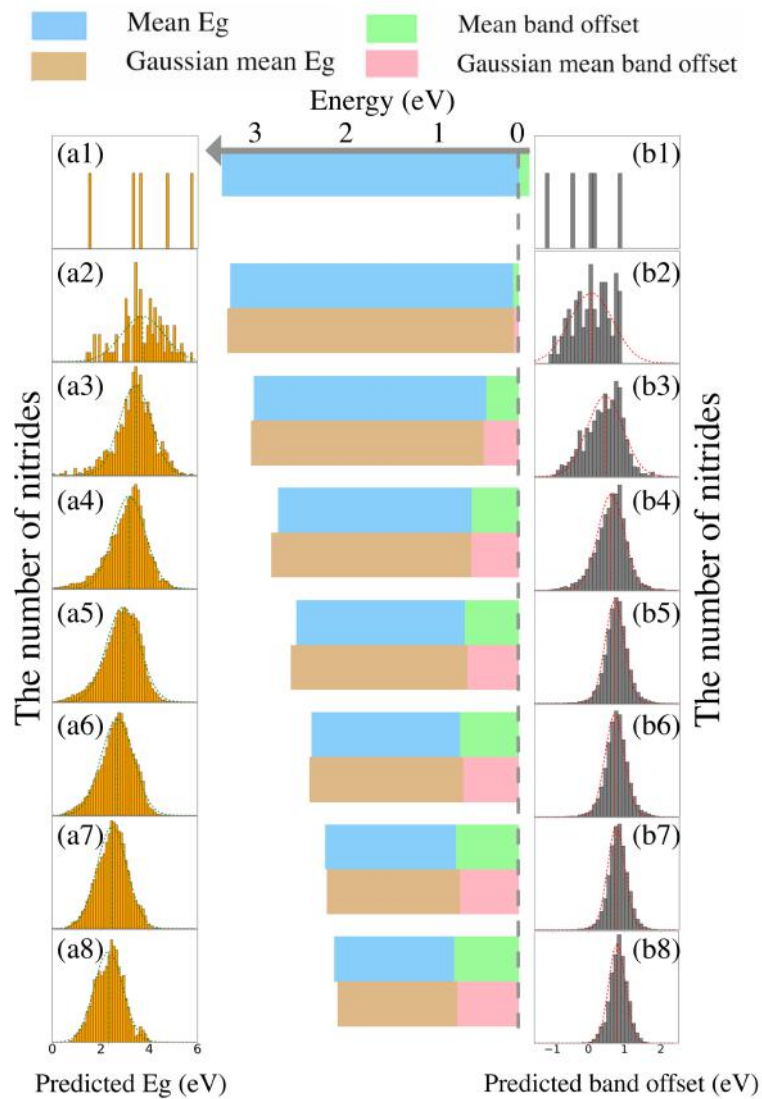 Mean Eg
Mean band offset
Gaussian mean Eg
Gaussian mean band offset
Energy (eV)
3 2 1 0
(a1)
(b1)
(a2)
(b2)
(a3)
(b3)
(a4)
(b4)
(a5)
(b5)
(a6)
(b6)
(a7)
(b7)
(a8)
(b8)
The number of nitrides
The number of nitrides
0 2 4 6
−1 0 1 2
Predicted Eg (eV)
Predicted band offset (eV)